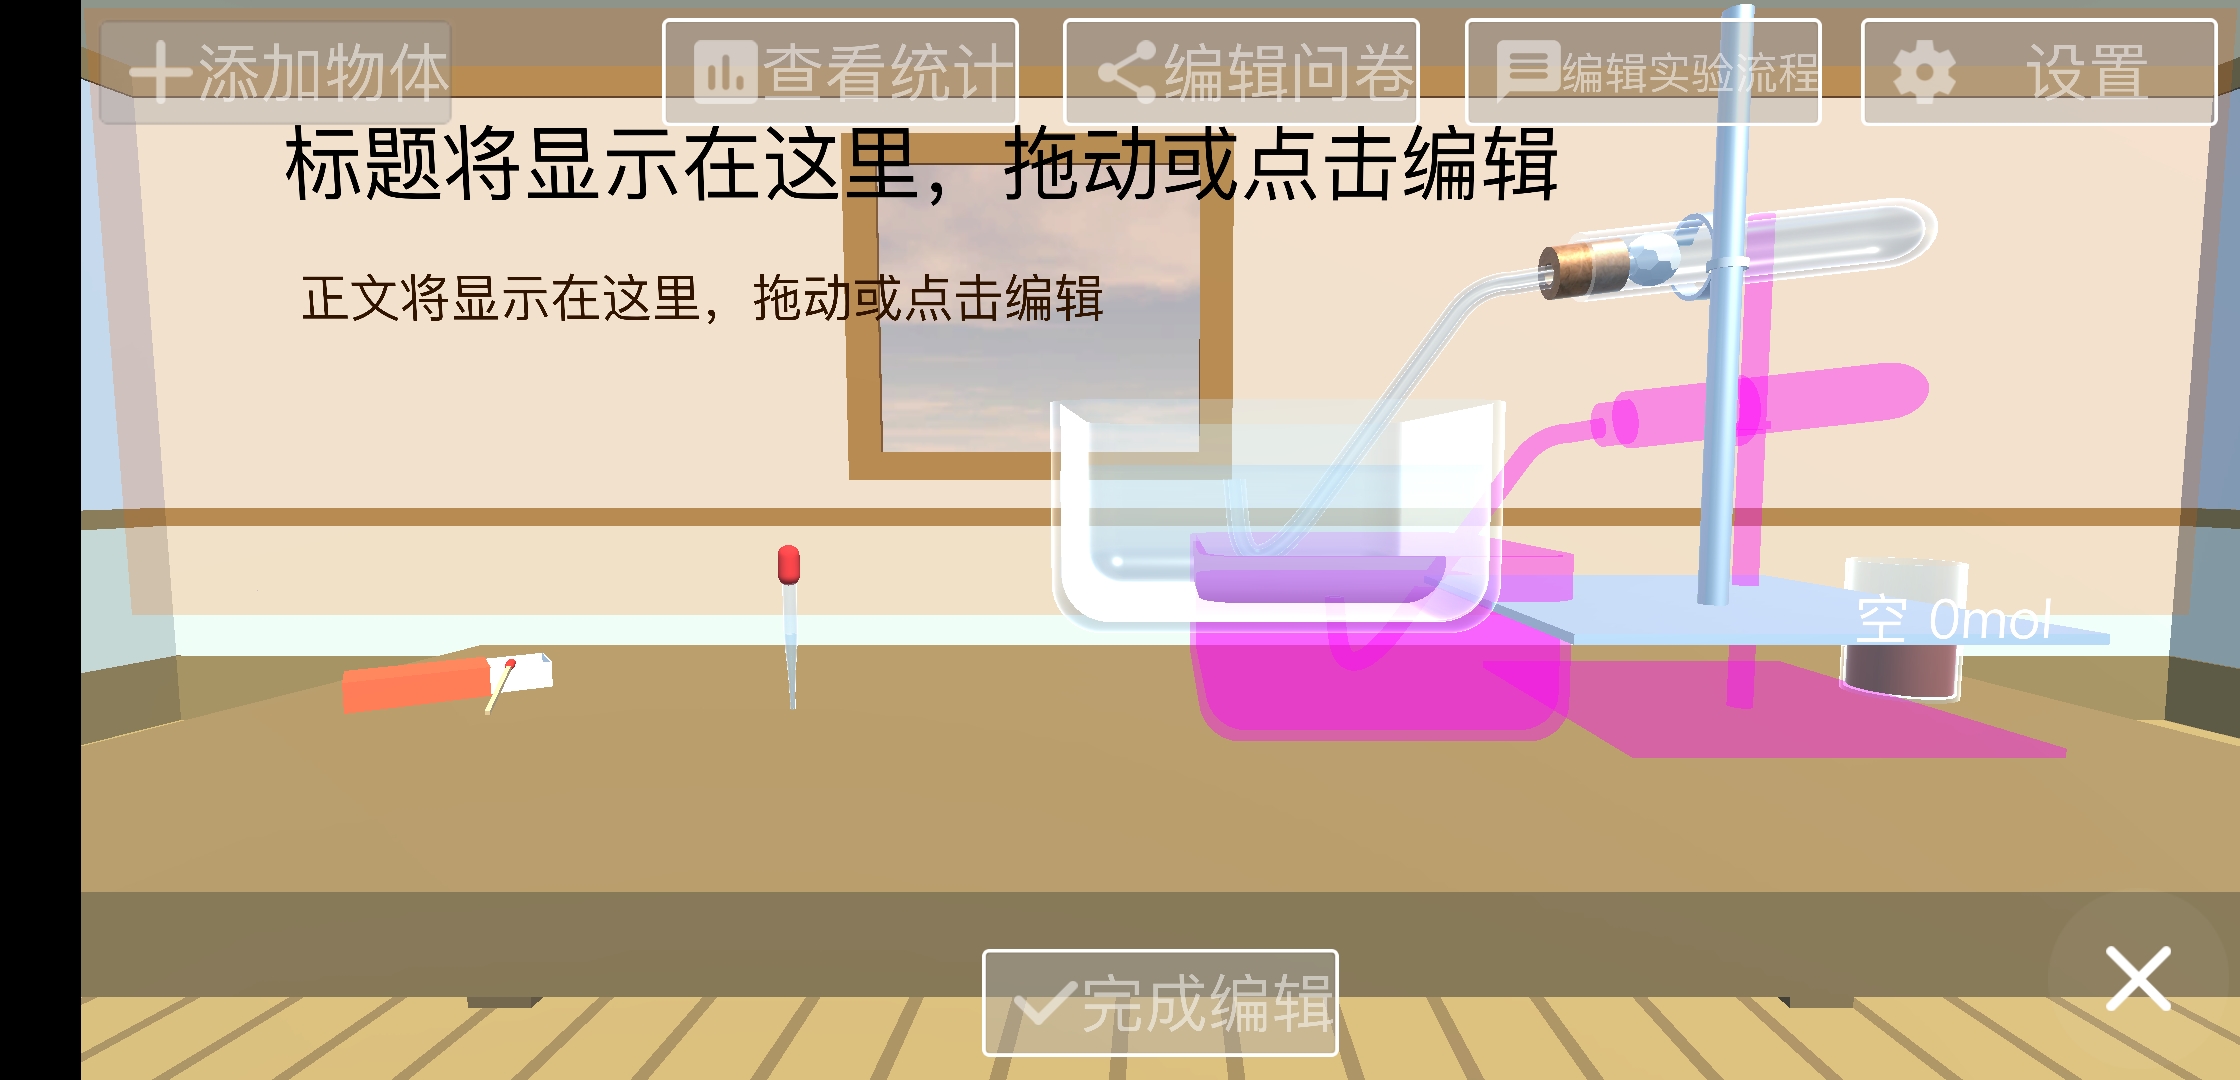 添加物体
查看统计
编辑问卷
编辑实验流程
设置
标题将显示在这里，拖动或点击编辑
正文将显示在这里，拖动或点击编辑
空 0mol
完成编辑